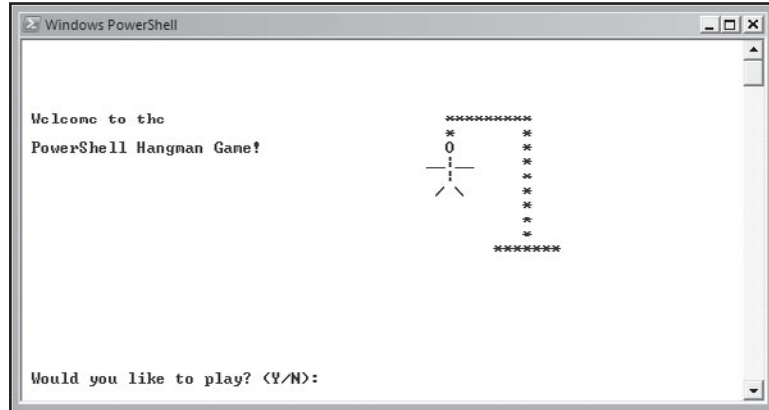 Windows PowerShell
Welcome to the *********
* *
PowerShell Hangman Game! O *
*
*
*
*
*
*
*******
Would you like to play? (Y/N):